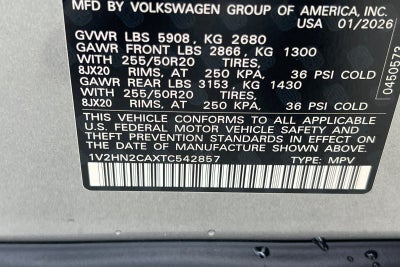 MFD BY VOLKSWAGEN GROUP OF AMERICA, INC.
USA 01/2026
GVWR LBS 5908, KG 2680
GAWR FRONT LBS 2866, KG 1300
WITH 255/50R20 TIRES,
8JX20 RIMS, AT 250 KPA, 36 PSI COLD
GAWR REAR LBS 3153, KG 1430
WITH 255/50R20 TIRES,
8JX20 RIMS, AT 250 KPA, 36 PSI COLD
THIS VEHICLE CONFORMS TO ALL APPLICABLE
U.S. FEDERAL MOTOR VEHICLE SAFETY AND
THEFT PREVENTION STANDARDS IN EFFECT ON
THE DATE OF MANUFACTURE SHOWN ABOVE.
1V2HN2CAXTC542857 TYPE: MPV